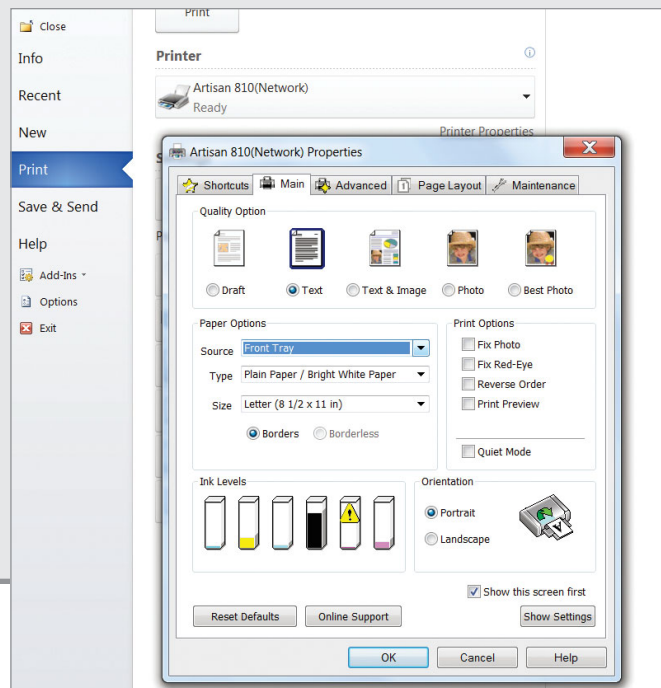 Close
Info
Recent
New
Print
Save & Send
Help
Add-Ins
Options
Exit
Print
Printer
Artisan 810(Network)
Ready
Printer Properties
Artisan 810(Network) Properties
Shortcuts Main Advanced Page Layout Maintenance
Quality Option
Draft Text Text & Image Photo Best Photo
Paper Options
Source Front Tray
Type Plain Paper / Bright White Paper
Size Letter (8 1/2 x 11 in)
Borders Borderless
Print Options
Fix Photo
Fix Red-Eye
Reverse Order
Print Preview
Quiet Mode
Ink Levels
Orientation
Portrait
Landscape
Show this screen first
Reset Defaults Online Support Show Settings
OK Cancel Help